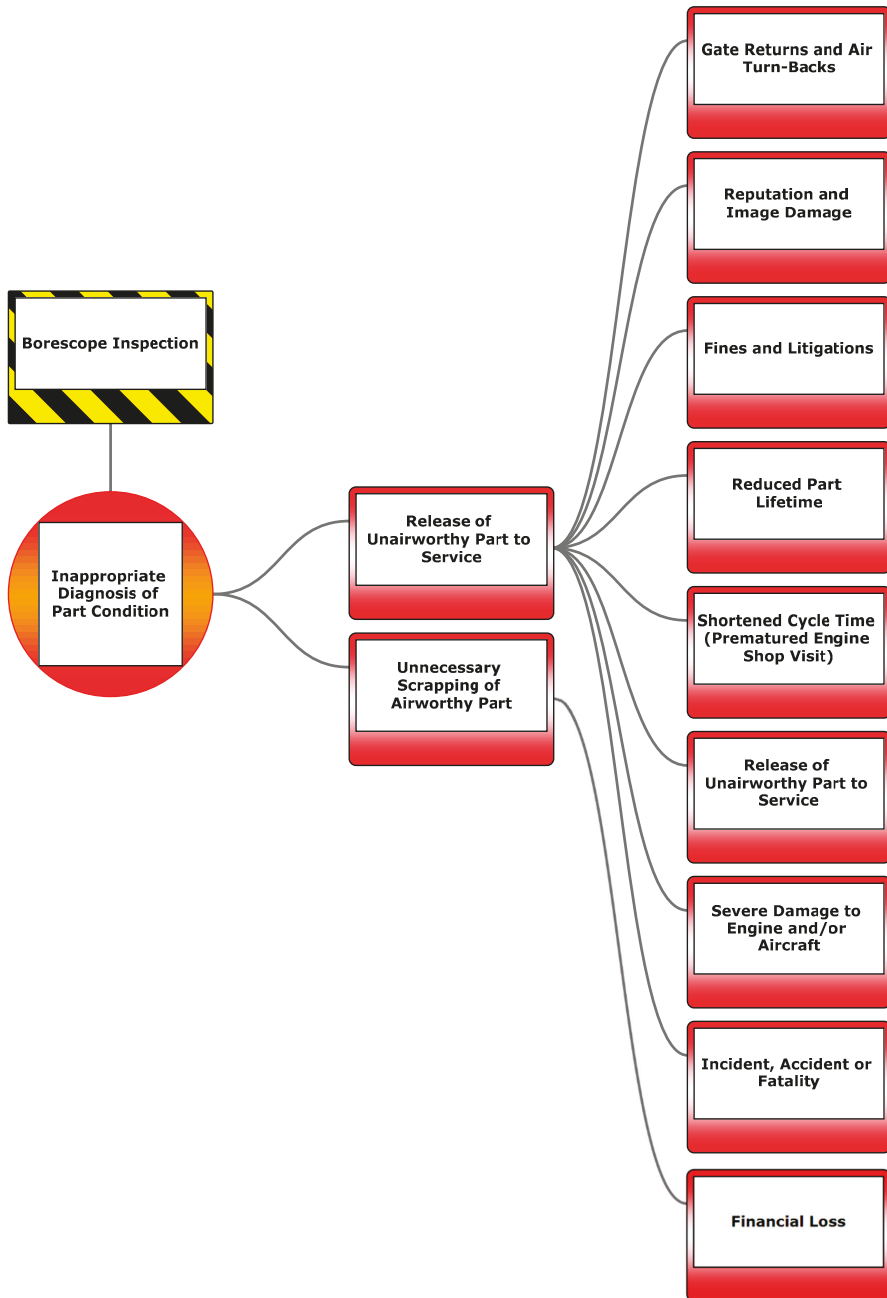 Borescope Inspection
Inappropriate
Diagnosis of
Part Condition
Release of
Unairworthy Part to
Service
Unnecessary
Scrapping of
Airworthy Part
Gate Returns and Air
Turn-Backs
Reputation and
Image Damage
Fines and Litigations
Reduced Part
Lifetime
Shortened Cycle Time
(Prematured Engine
Shop Visit)
Release of
Unairworthy Part to
Service
Severe Damage to
Engine and/or
Aircraft
Incident, Accident or
Fatality
Financial Loss